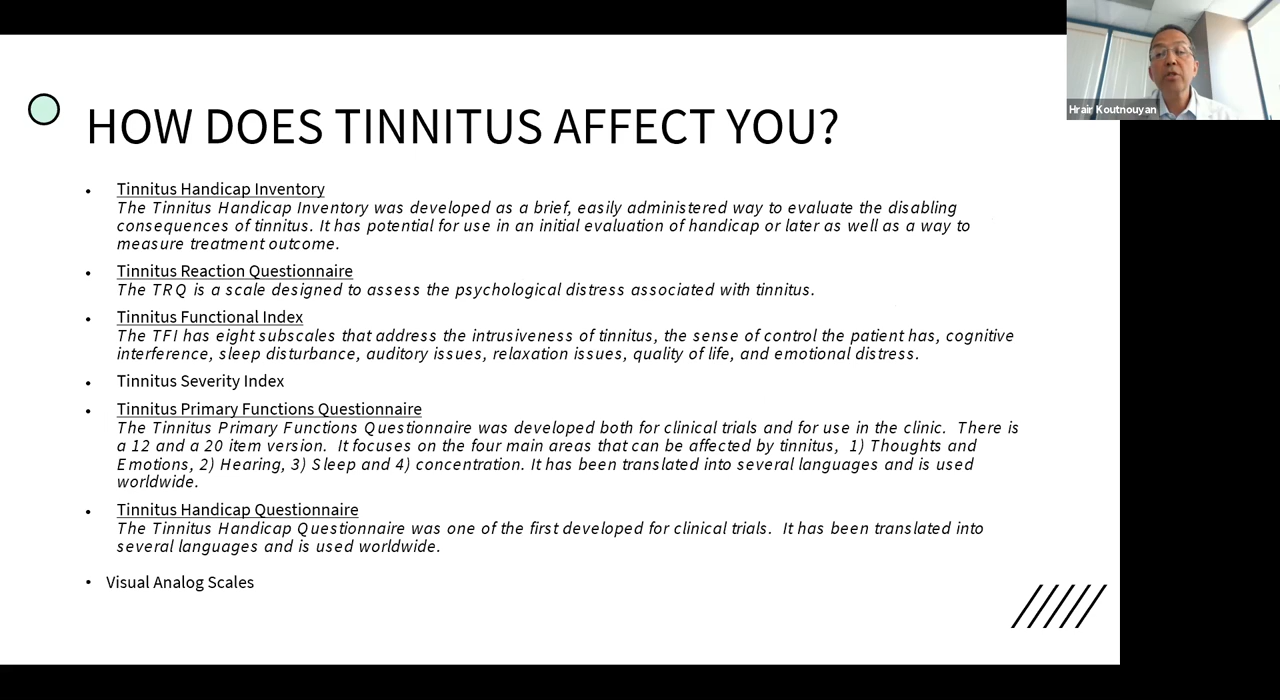 HOW DOES TINNITUS AFFECT YOU?
Hrair Koutnouyan
• Tinnitus Handicap Inventory
The Tinnitus Handicap Inventory was developed as a brief, easily administered way to evaluate the disabling
consequences of tinnitus. It has potential for use in an initial evaluation of handicap or later as well as a way to
measure treatment outcome.
• Tinnitus Reaction Questionnaire
The TRQ is a scale designed to assess the psychological distress associated with tinnitus.
• Tinnitus Functional Index
The TFI has eight subscales that address the intrusiveness of tinnitus, the sense of control the patient has, cognitive
interference, sleep disturbance, auditory issues, relaxation issues, quality of life, and emotional distress.
• Tinnitus Severity Index
• Tinnitus Primary Functions Questionnaire
The Tinnitus Primary Functions Questionnaire was developed both for clinical trials and for use in the clinic. There is
a 12 and a 20 item version. It focuses on the four main areas that can be affected by tinnitus, 1) Thoughts and
Emotions, 2) Hearing, 3) Sleep and 4) concentration. It has been translated into several languages and is used
worldwide.
• Tinnitus Handicap Questionnaire
The Tinnitus Handicap Questionnaire was one of the first developed for clinical trials. It has been translated into
several languages and is used worldwide.
• Visual Analog Scales